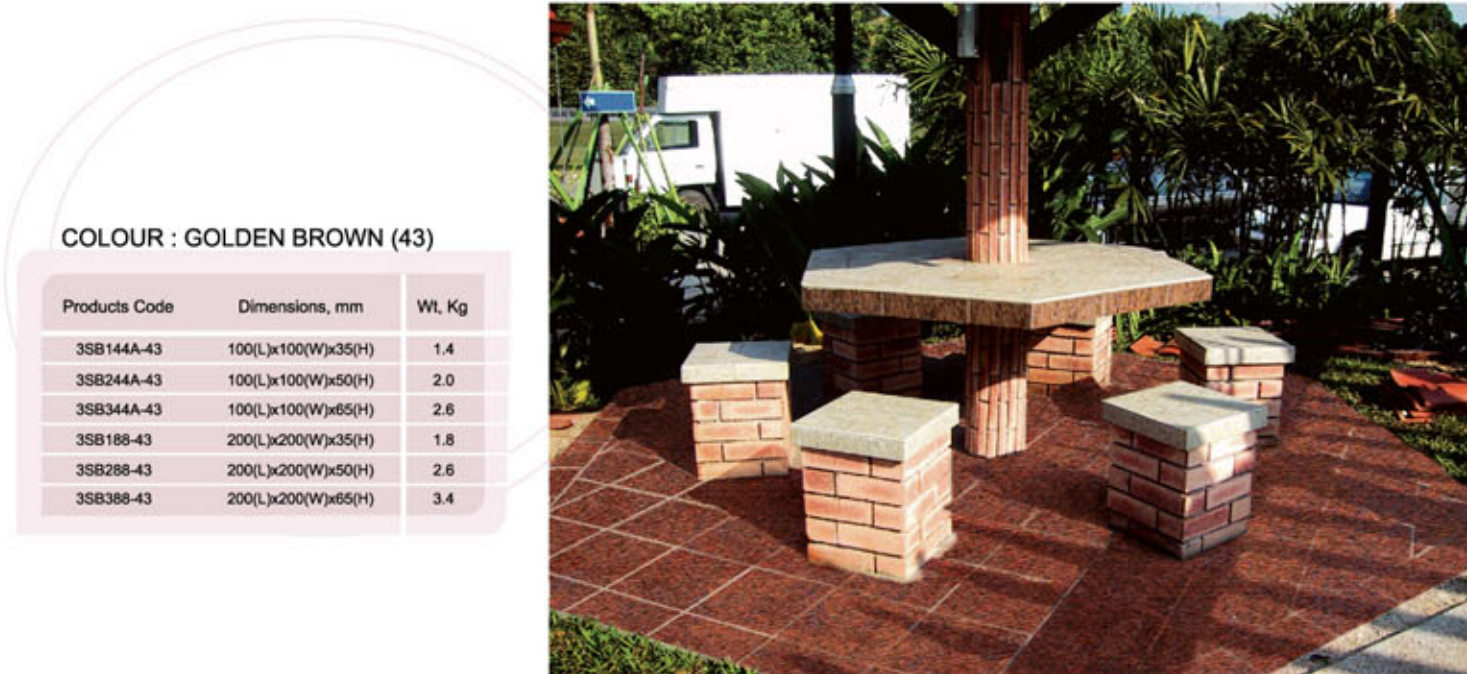 COLOUR : GOLDEN BROWN (43)
Products Code Dimensions, mm Wt, Kg
3SB144A-43 100(L)x100(W)x35(H) 1.4
3SB244A-43 100(L)x100(W)x50(H) 2.0
3SB344A-43 100(L)x100(W)x65(H) 2.6
3SB188-43 200(L)x200(W)x35(H) 1.8
3SB288-43 200(L)x200(W)x50(H) 2.6
3SB388-43 200(L)x200(W)x65(H) 3.4